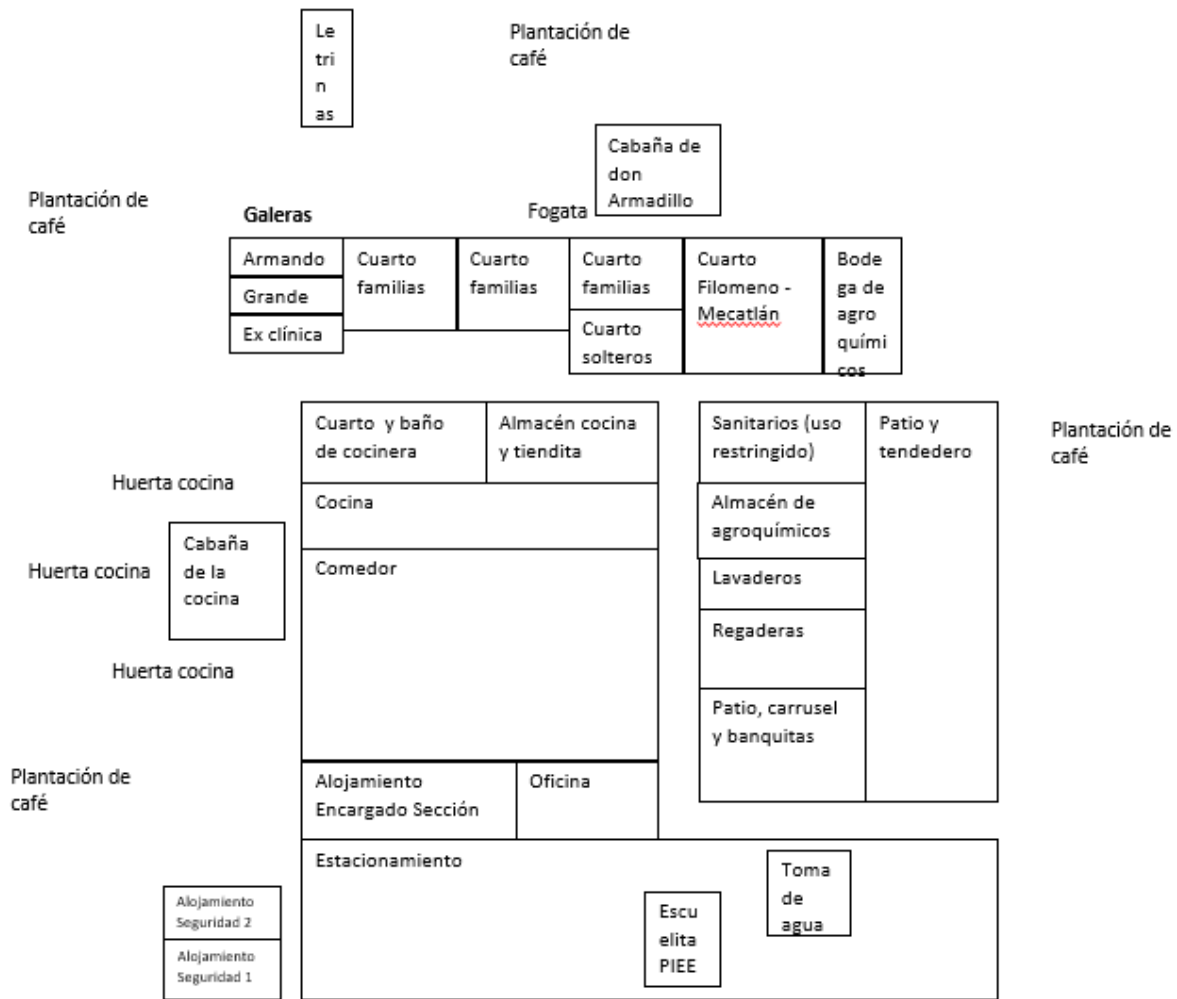 Le
tri
n
as
Plantación de
café
Cabaña de
don
Armadillo
Plantación de
café
Galeras
Fogata
Armando
Grande
Ex clínica
Cuarto
familias
Cuarto
familias
Cuarto
familias
Cuarto
solteros
Cuarto
Filomeno -
Mecatlán
Bode
ga de
agro
quími
cos
Cuarto y baño
de cocinera
Almacén cocina
y tiendita
Sanitarios (uso
restringido)
Patio y
tendedero
Plantación de
café
Huerta cocina
Cocina
Almacén de
agroquímicos
Cabaña
de la
cocina
Huerta cocina
Comedor
Lavaderos
Regaderas
Huerta cocina
Patio, carrusel
y banquitas
Plantación de
café
Alojamiento
Encargado Sección
Oficina
Estacionamiento
Toma
de
agua
Alojamiento
Seguridad 2
Escu
elita
PIEE
Alojamiento
Seguridad 1